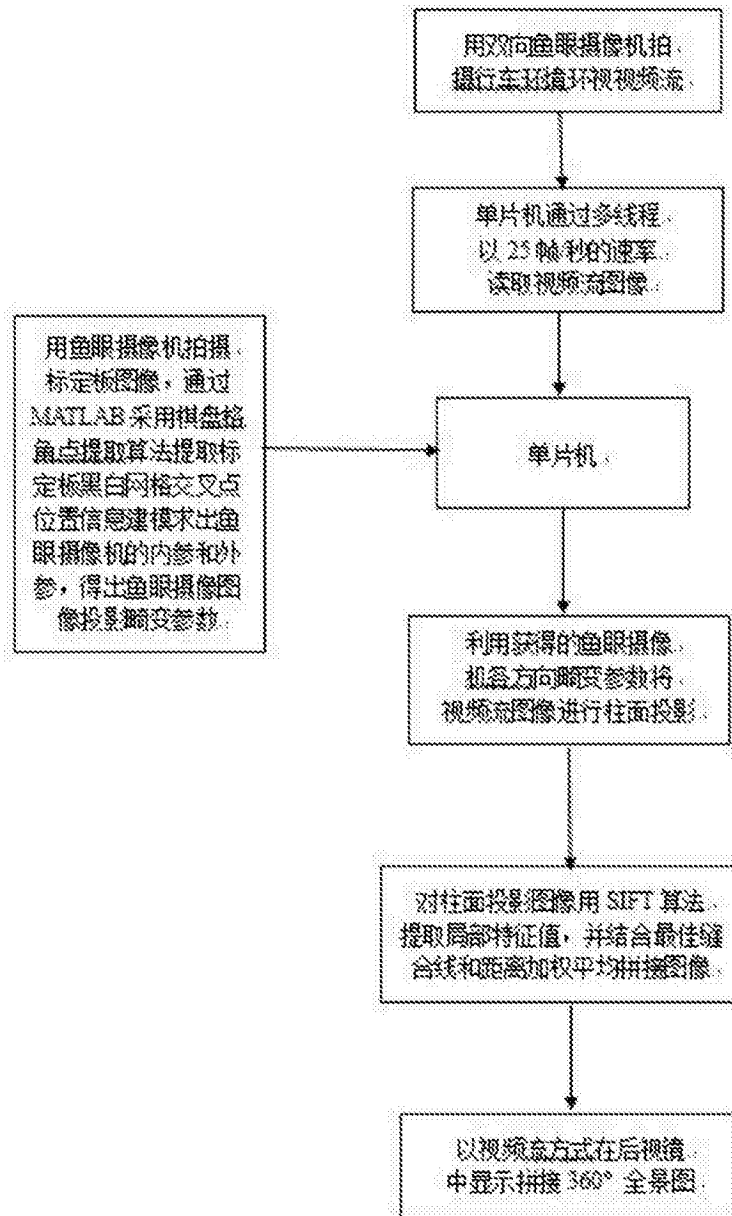 用双向鱼眼摄像机拍
摄行车环境环视视频流
单片机通过多线程
以 25 帧/秒的速率
读取视频流图像
用鱼眼摄像机拍摄
标定板图像，通过
MATLAB 采用棋盘格
角点提取算法提取标
定板黑白网格交叉点
位置信息建模求出鱼
眼摄像机的内参和外
参，得出鱼眼摄像图
像投影畸变参数
单片机
利用获得的鱼眼摄像
机各方向畸变参数将
视频流图像进行柱面投影
对柱面投影图像用 SIFT 算法
提取局部特征值，并结合最佳缝
合线和距离加权平均拼接图像
以视频流方式在后视镜
中显示拼接 360° 全景图